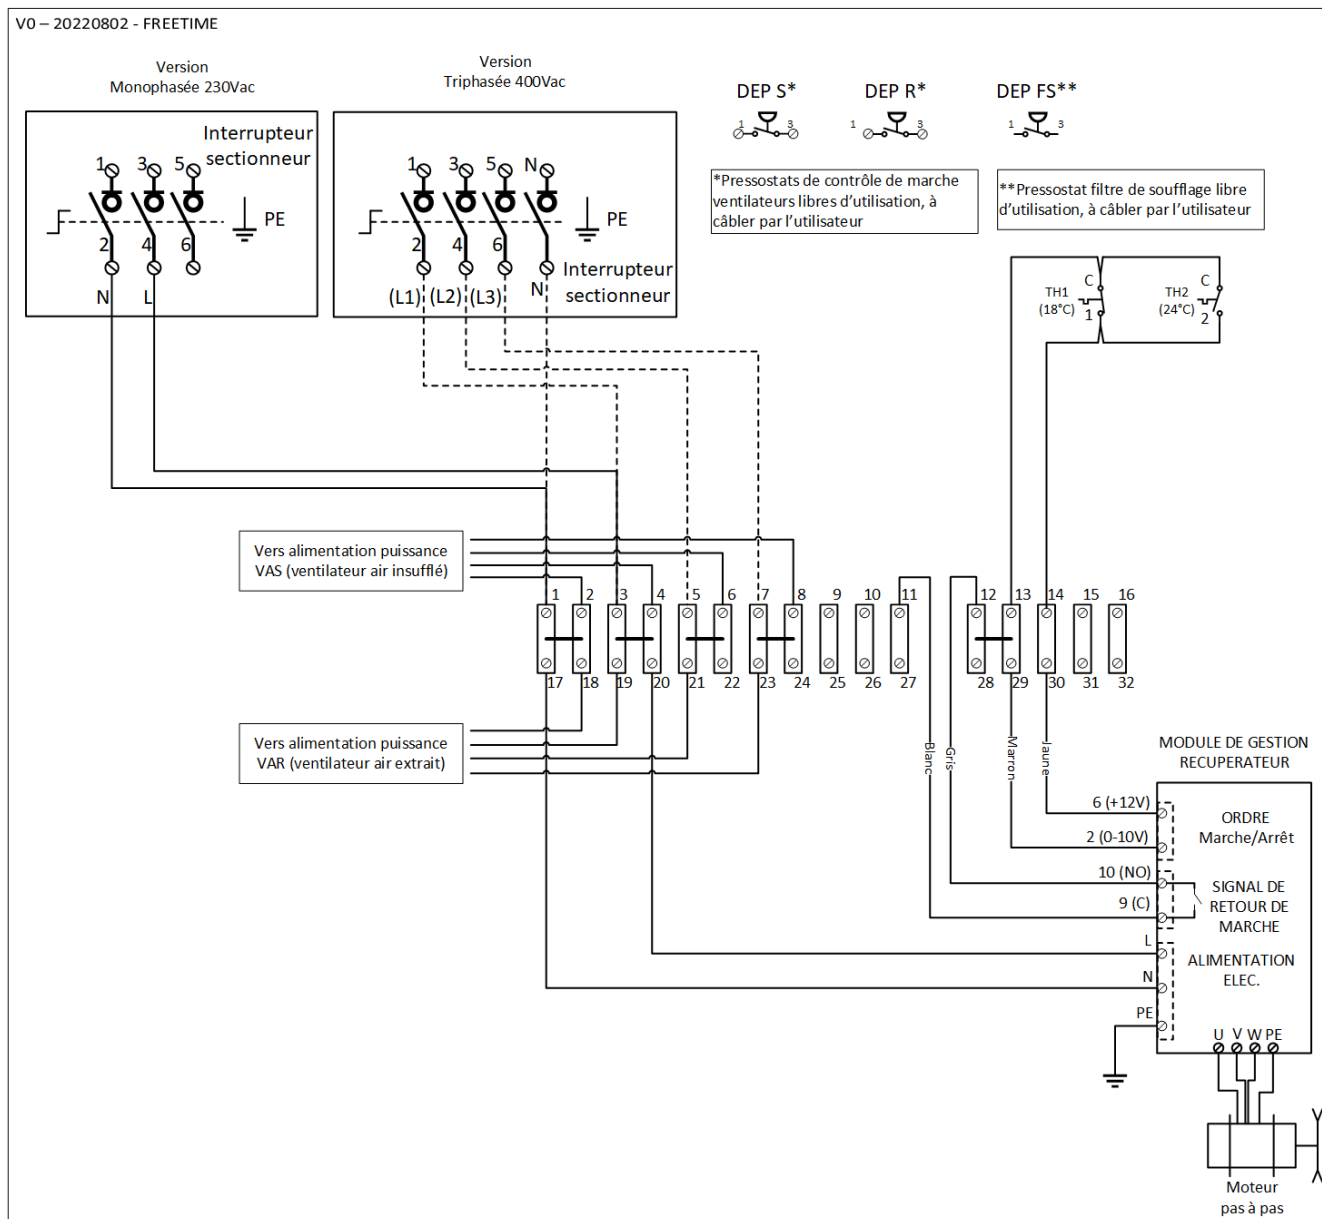 V0 – 20220802 - FREETIME
Version
Monophasée 230Vac
Version
Triphasée 400Vac
DEP S*
DEP R*
DEP FS**
1 3
1 3
1 3
Interrupteur
sectionneur
1 3 5
PE
2 4 6
N L
1 3 5 N
PE
2 4 6
Interrupteur
sectionneur
(L1) (L2) (L3) N
*Pressostats de contrôle de marche
ventilateurs libres d'utilisation, à
câbler par l'utilisateur
**Pressostat filtre de soufflage libre
d'utilisation, à câbler par l'utilisateur
C
TH1
(18°C)
1
C
TH2
(24°C)
2
Vers alimentation puissance
VAS (ventilateur air insufflé)
1 2 3 4 5 6 7 8 9 10 11 12 13 14 15 16
17 18 19 20 21 22 23 24 25 26 27 28 29 30 31 32
Vers alimentation puissance
VAR (ventilateur air extrait)
Blanc
Gris
Marron
Jaune
MODULE DE GESTION
RECUPERATEUR
6 (+12V)
2 (0-10V)
ORDRE
Marche/Arrêt
10 (NO)
9 (C)
SIGNAL DE
RETOUR DE
MARCHE
L
N
PE
ALIMENTATION
ELEC.
U V W PE
Moteur
pas à pas